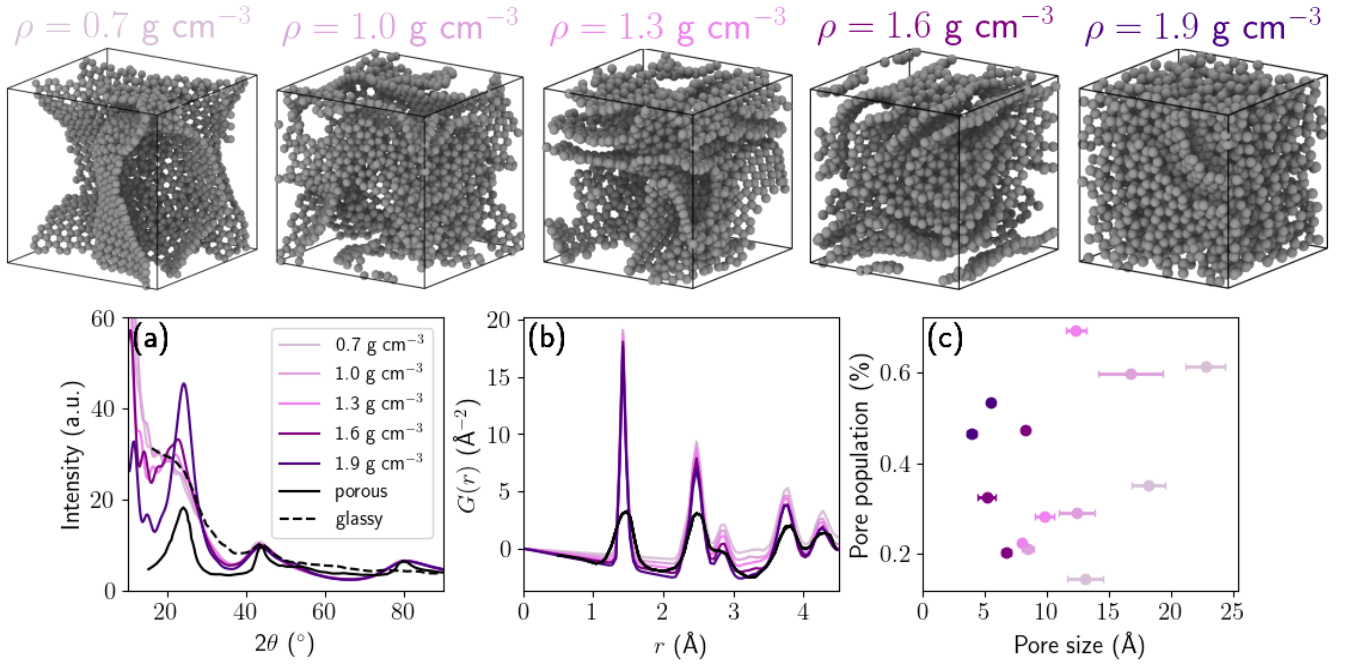 ρ = 0.7 g cm⁻³ ρ = 1.0 g cm⁻³ ρ = 1.3 g cm⁻³ ρ = 1.6 g cm⁻³ ρ = 1.9 g cm⁻³
(a)
60
40
20
0
Intensity (a.u.)
0.7 g cm⁻³
1.0 g cm⁻³
1.3 g cm⁻³
1.6 g cm⁻³
1.9 g cm⁻³
porous
glassy
20 40 60 80
2θ (°)
(b)
20
15
10
5
0
G(r) (Å⁻²)
0 1 2 3 4
r (Å)
(c)
0.6
0.4
0.2
Pore population (%)
0 5 10 15 20 25
Pore size (Å)